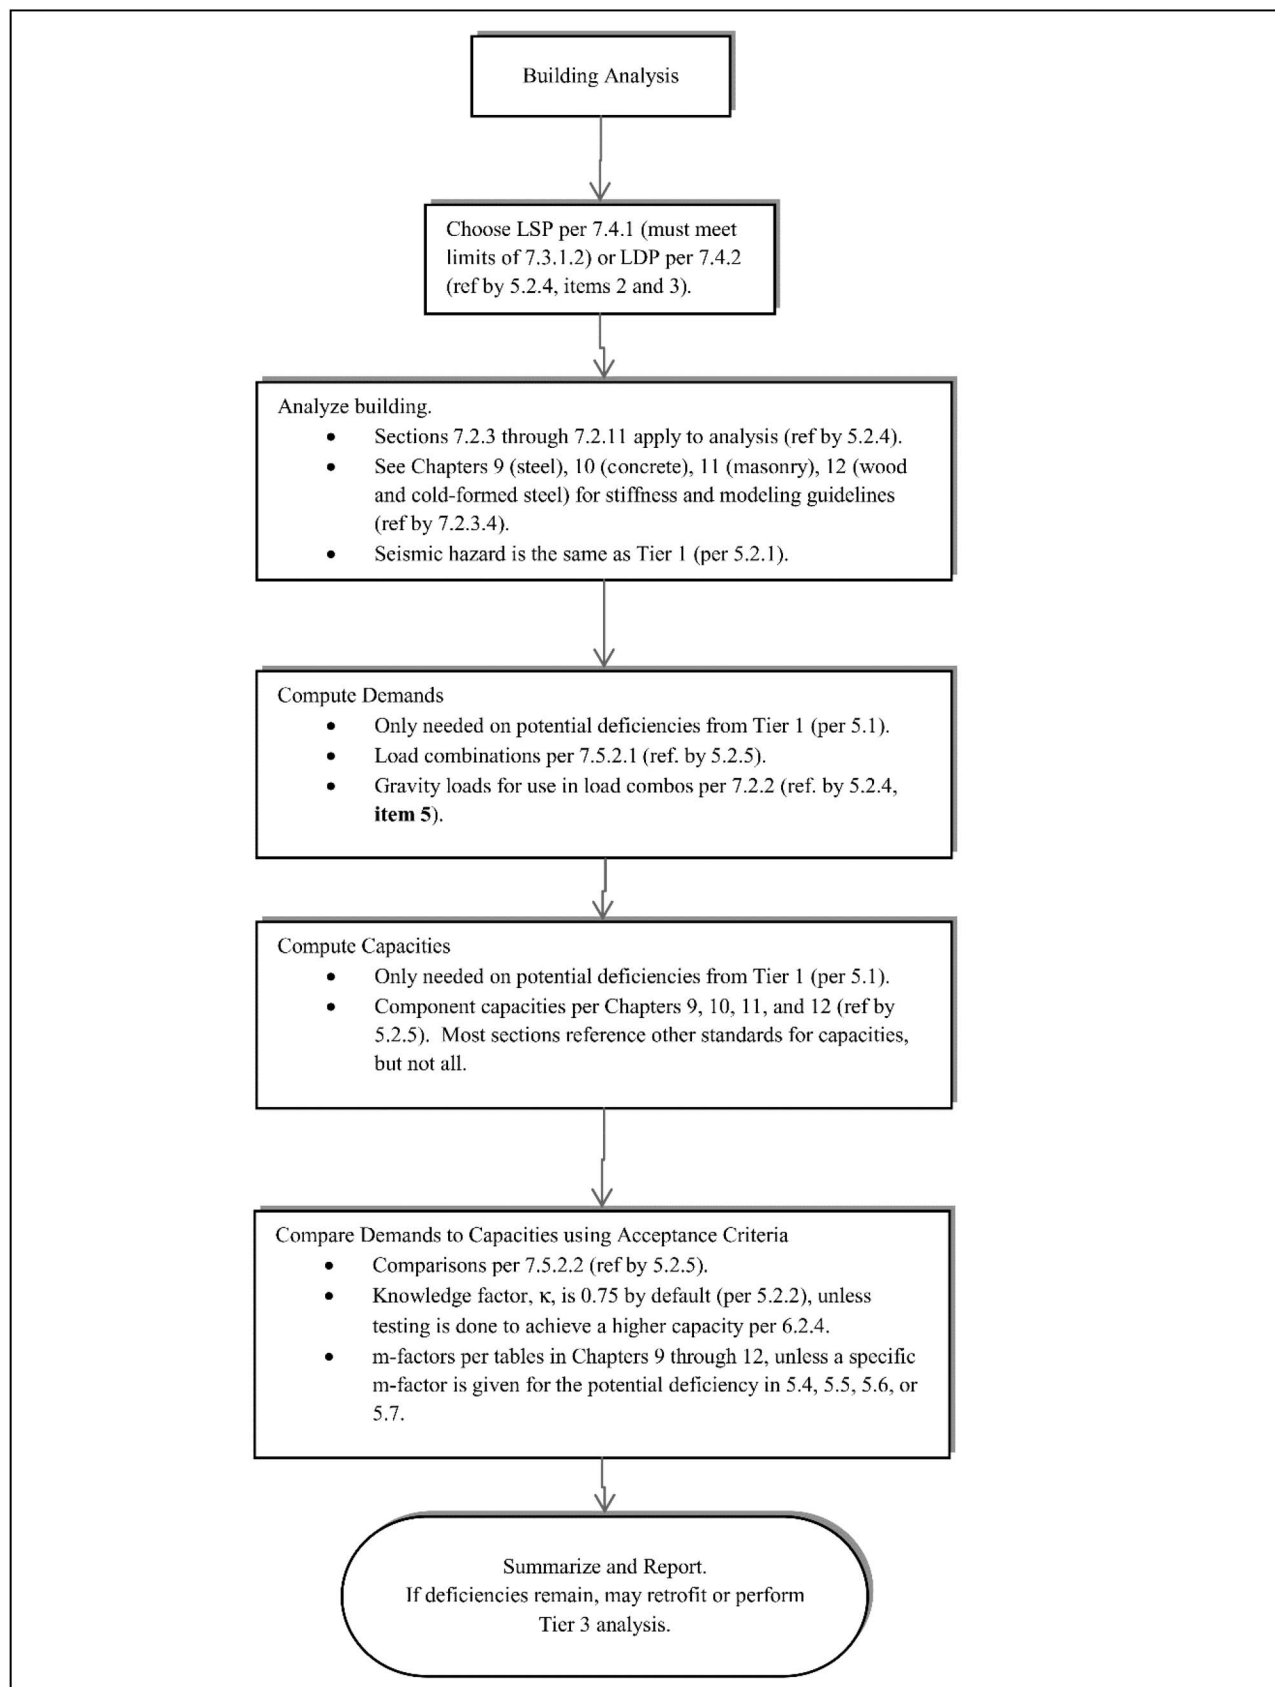 Building Analysis
Choose LSP per 7.4.1 (must meet
limits of 7.3.1.2) or LDP per 7.4.2
(ref by 5.2.4, items 2 and 3).
Analyze building.
• Sections 7.2.3 through 7.2.11 apply to analysis (ref by 5.2.4).
• See Chapters 9 (steel), 10 (concrete), 11 (masonry), 12 (wood
and cold-formed steel) for stiffness and modeling guidelines
(ref by 7.2.3.4).
• Seismic hazard is the same as Tier 1 (per 5.2.1).
Compute Demands
• Only needed on potential deficiencies from Tier 1 (per 5.1).
• Load combinations per 7.5.2.1 (ref. by 5.2.5).
• Gravity loads for use in load combos per 7.2.2 (ref. by 5.2.4,
item 5).
Compute Capacities
• Only needed on potential deficiencies from Tier 1 (per 5.1).
• Component capacities per Chapters 9, 10, 11, and 12 (ref by
5.2.5). Most sections reference other standards for capacities,
but not all.
Compare Demands to Capacities using Acceptance Criteria
• Comparisons per 7.5.2.2 (ref by 5.2.5).
• Knowledge factor, κ, is 0.75 by default (per 5.2.2), unless
testing is done to achieve a higher capacity per 6.2.4.
• m-factors per tables in Chapters 9 through 12, unless a specific
m-factor is given for the potential deficiency in 5.4, 5.5, 5.6, or
5.7.
Summarize and Report.
If deficiencies remain, may retrofit or perform
Tier 3 analysis.